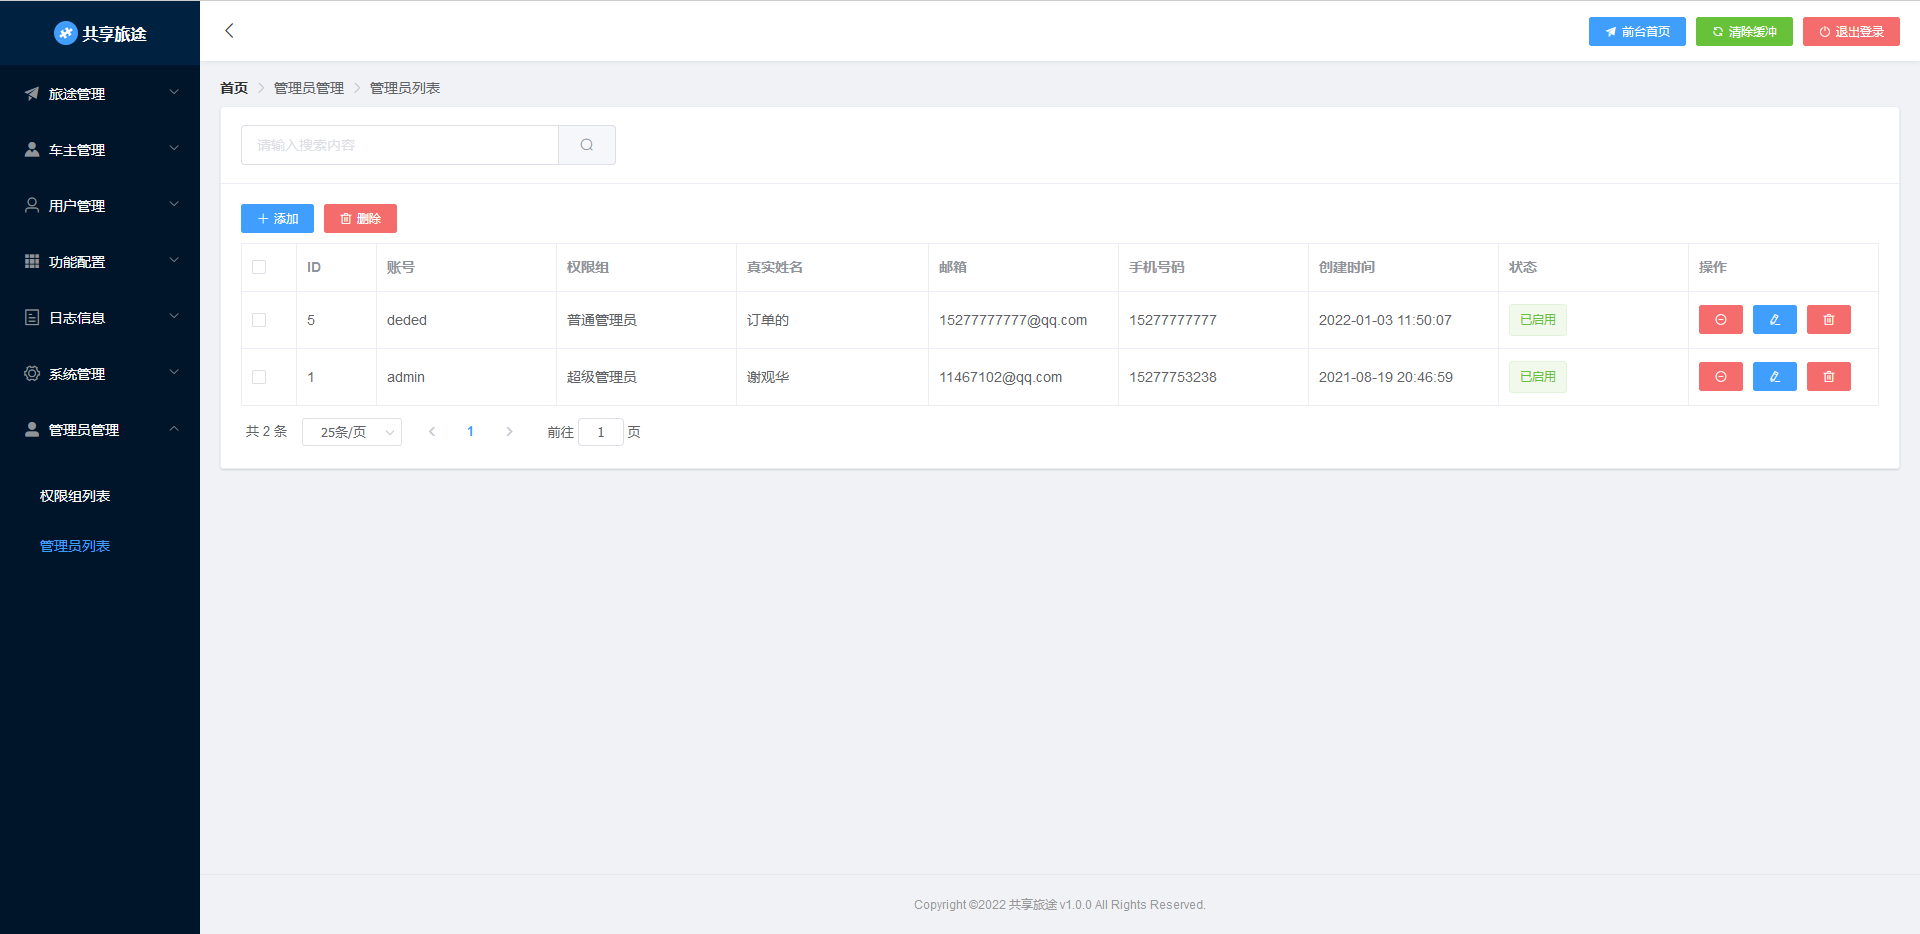 共享旅途
前台首页 清除缓冲 退出登录
旅途管理
车主管理
用户管理
功能配置
日志信息
系统管理
管理员管理
权限组列表
管理员列表
首页 管理员管理 管理员列表
请输入搜索内容
添加 删除
ID 账号 权限组 真实姓名 邮箱 手机号码 创建时间 状态 操作
5 deded 普通管理员 订单的 15277777777@qq.com 15277777777 2022-01-03 11:50:07 已启用
1 admin 超级管理员 谢观华 11467102@qq.com 15277753238 2021-08-19 20:46:59 已启用
共 2 条 25条/页 1 前往 1 页
Copyright ©2022 共享旅途 v1.0.0 All Rights Reserved.